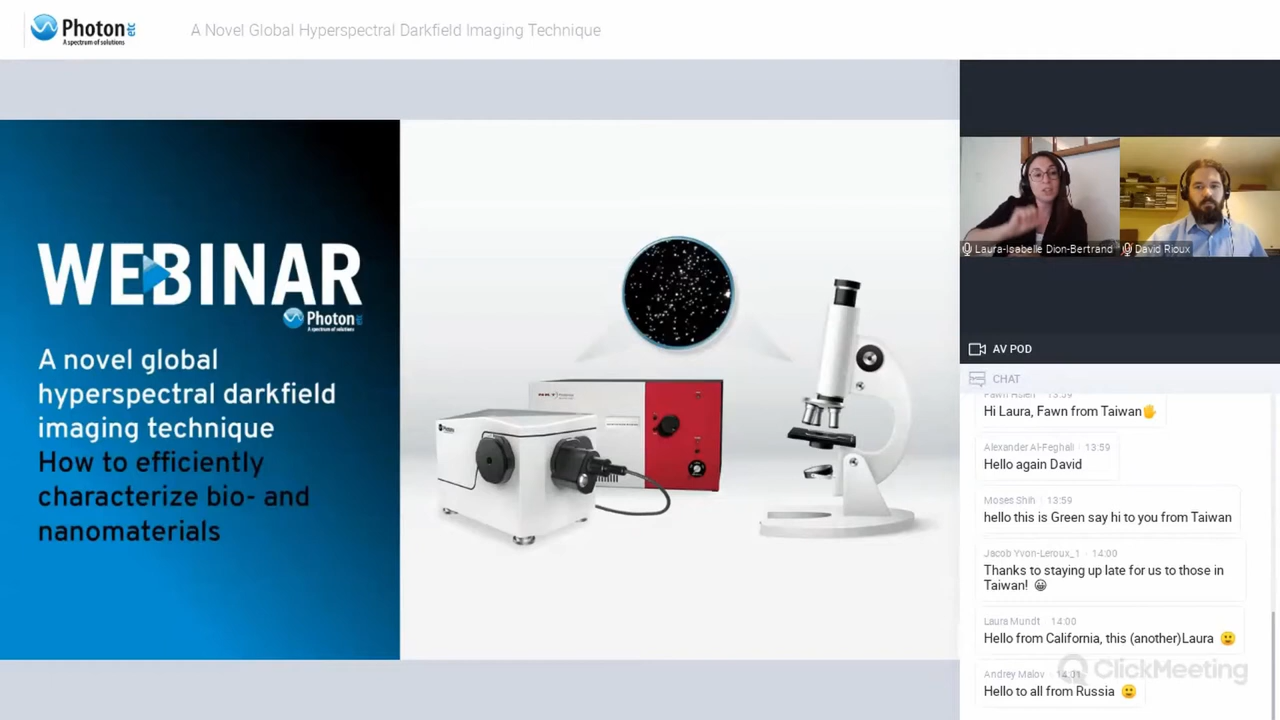 Photon etc
A spectrum of solutions
A Novel Global Hyperspectral Darkfield Imaging Technique
WEBINAR
Photon etc
A spectrum of solutions
A novel global
hyperspectral darkfield
imaging technique
How to efficiently
characterize bio- and
nanomaterials
Laura-Isabelle Dion-Bertrand
David Rioux
AV POD
CHAT
Fawn Hsieh 13:59
Hi Laura, Fawn from Taiwan🖐
Alexander Al-Feghali 13:59
Hello again David
Moses Shih 13:59
hello this is Green say hi to you from Taiwan
Jacob Yvon-Leroux_1 14:00
Thanks to staying up late for us to those in
Taiwan! 😀
Laura Mundt 14:00
Hello from California, this (another)Laura 🙂
Andrey Malov 14:01
Hello to all from Russia 🙂
ClickMeeting